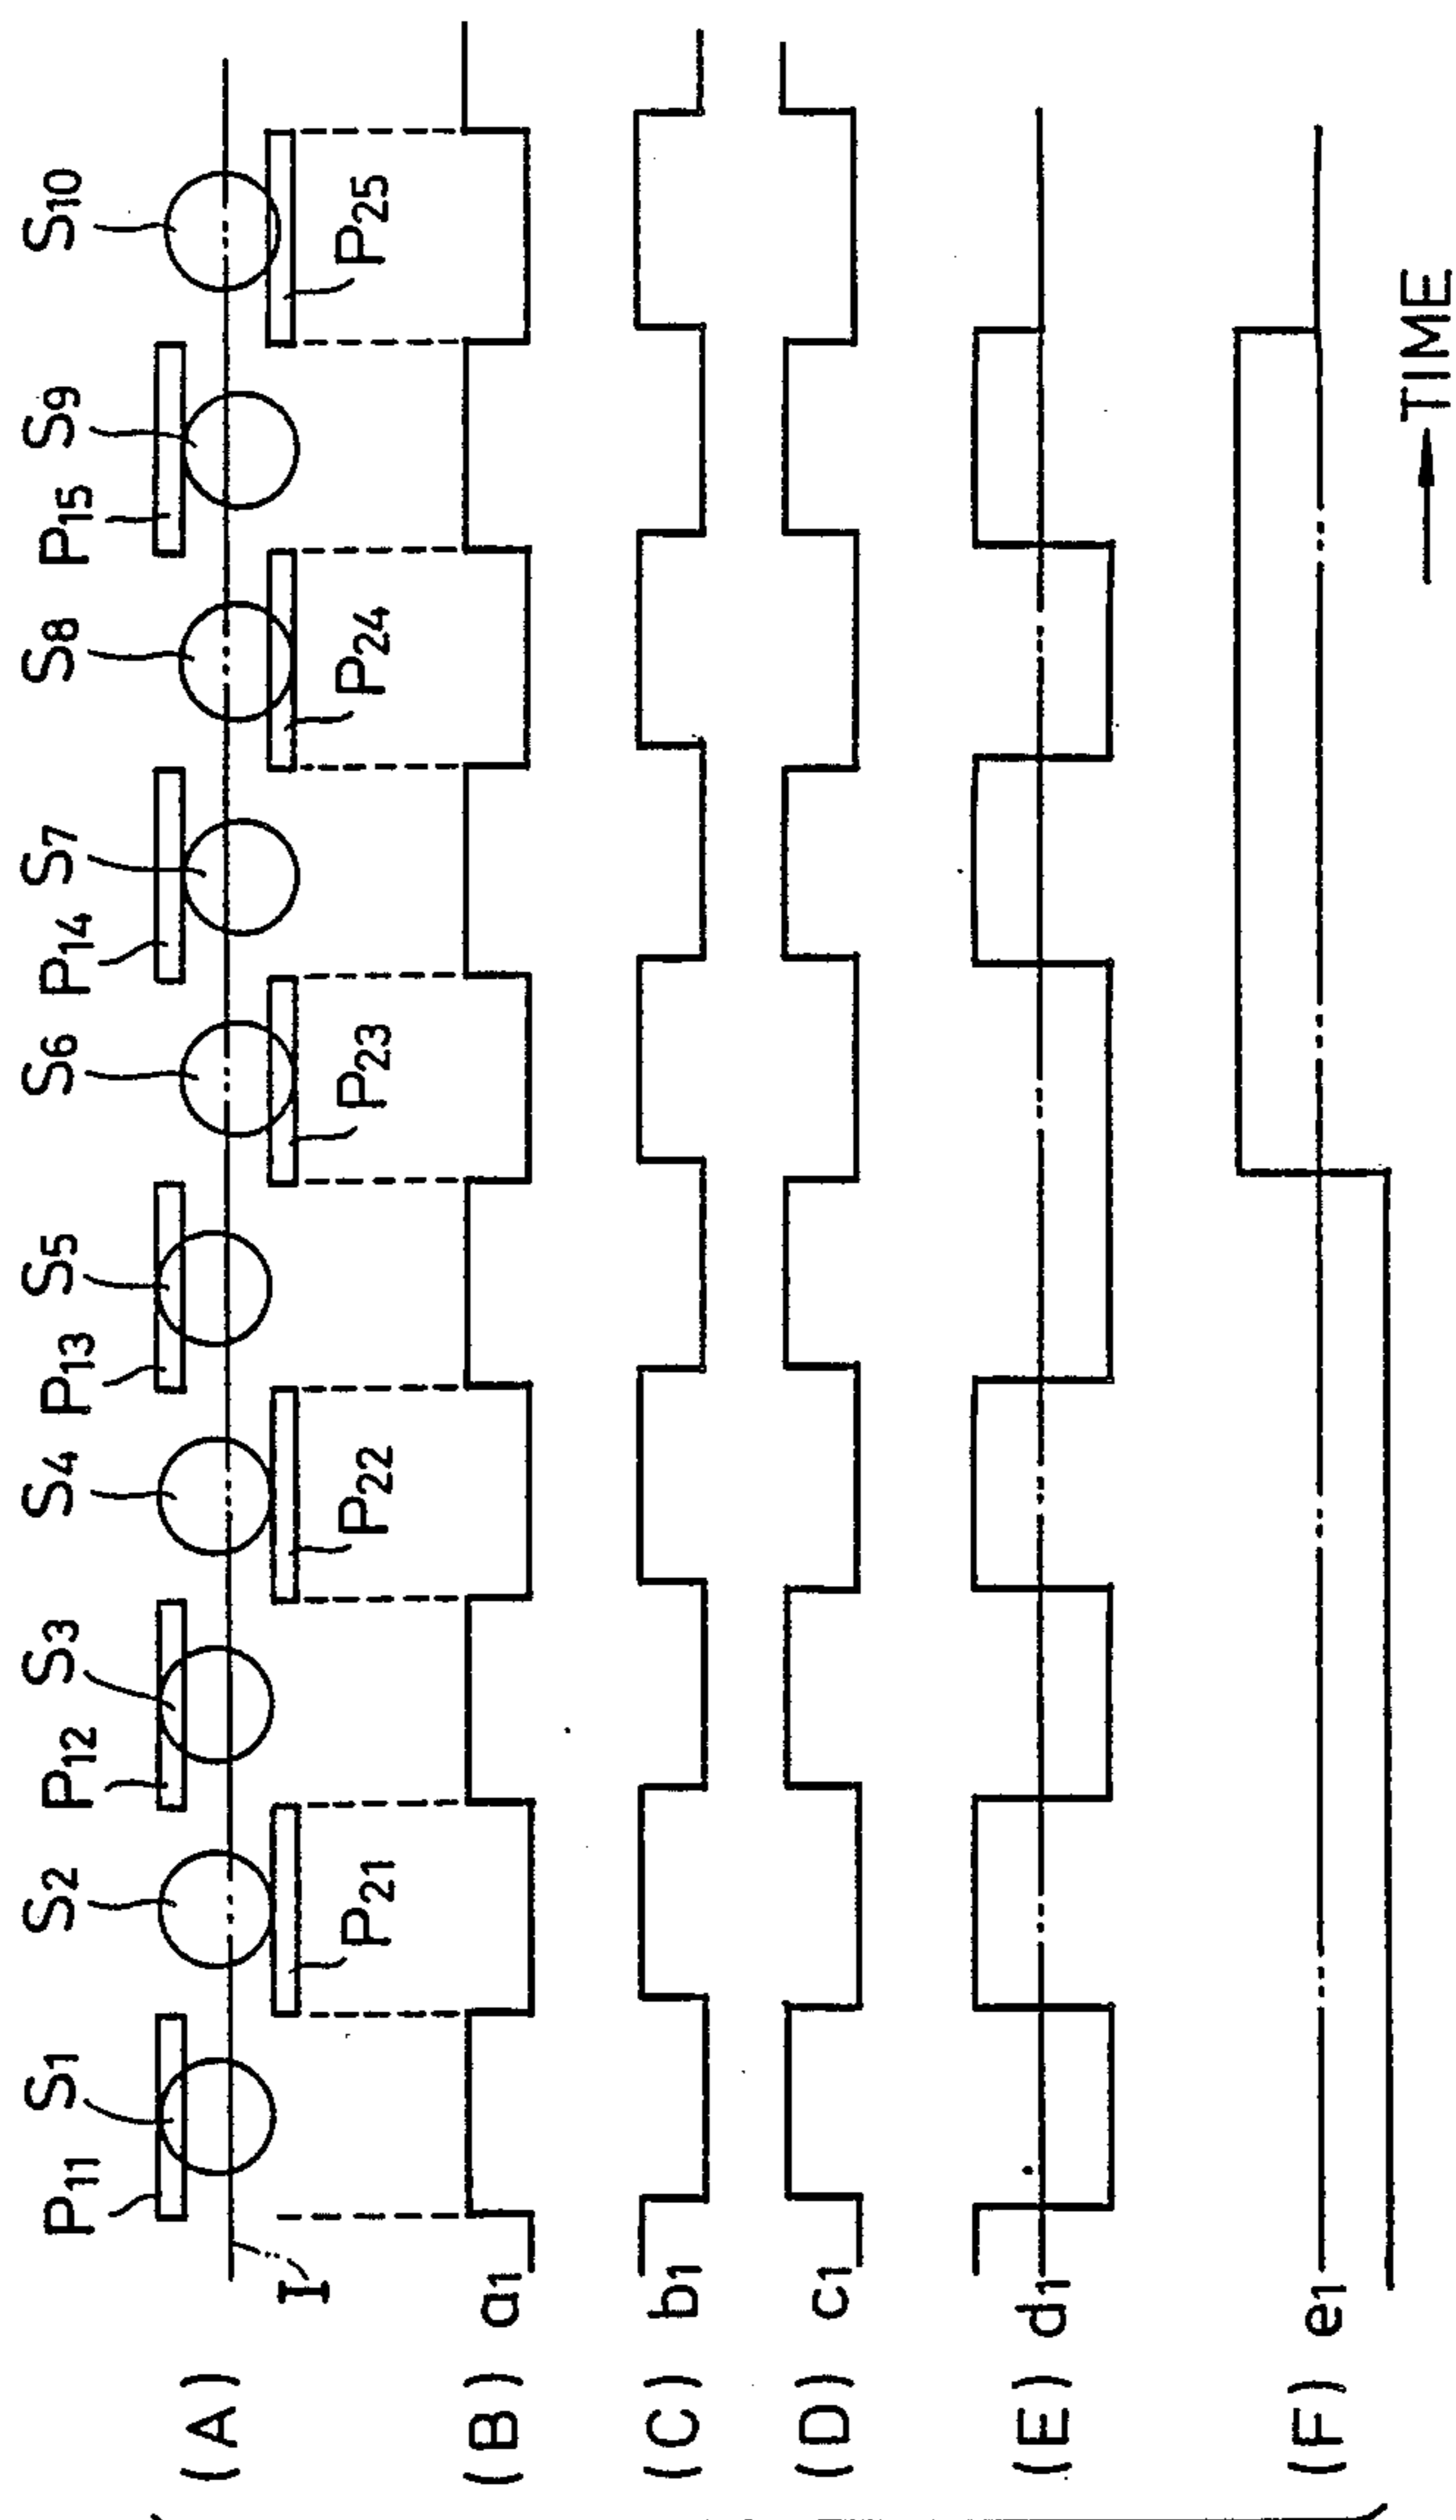 (A)
P11 S1 S2 P12 S3 S4 P13 S5 S6 P14 S7 S8 P15 S9 S10
I P21 P22 P23 P24 P25
(B) a1
(C) b1
(D) c1
(E) d1
(F) e1
TIME